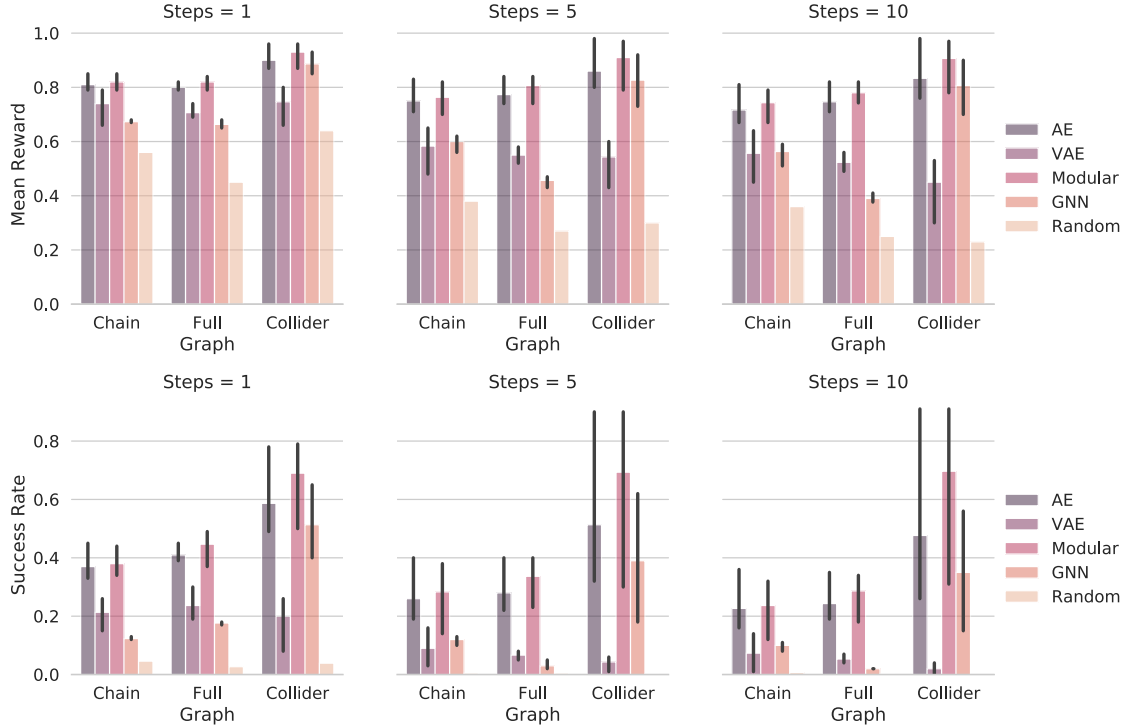 Steps = 1
Steps = 5
Steps = 10
Mean Reward
1.0
0.8
0.6
0.4
0.2
0.0
Chain Full Collider
Graph
Chain Full Collider
Graph
Chain Full Collider
Graph
AE
VAE
Modular
GNN
Random
Steps = 1
Steps = 5
Steps = 10
Success Rate
0.8
0.6
0.4
0.2
0.0
Chain Full Collider
Graph
Chain Full Collider
Graph
Chain Full Collider
Graph
AE
VAE
Modular
GNN
Random